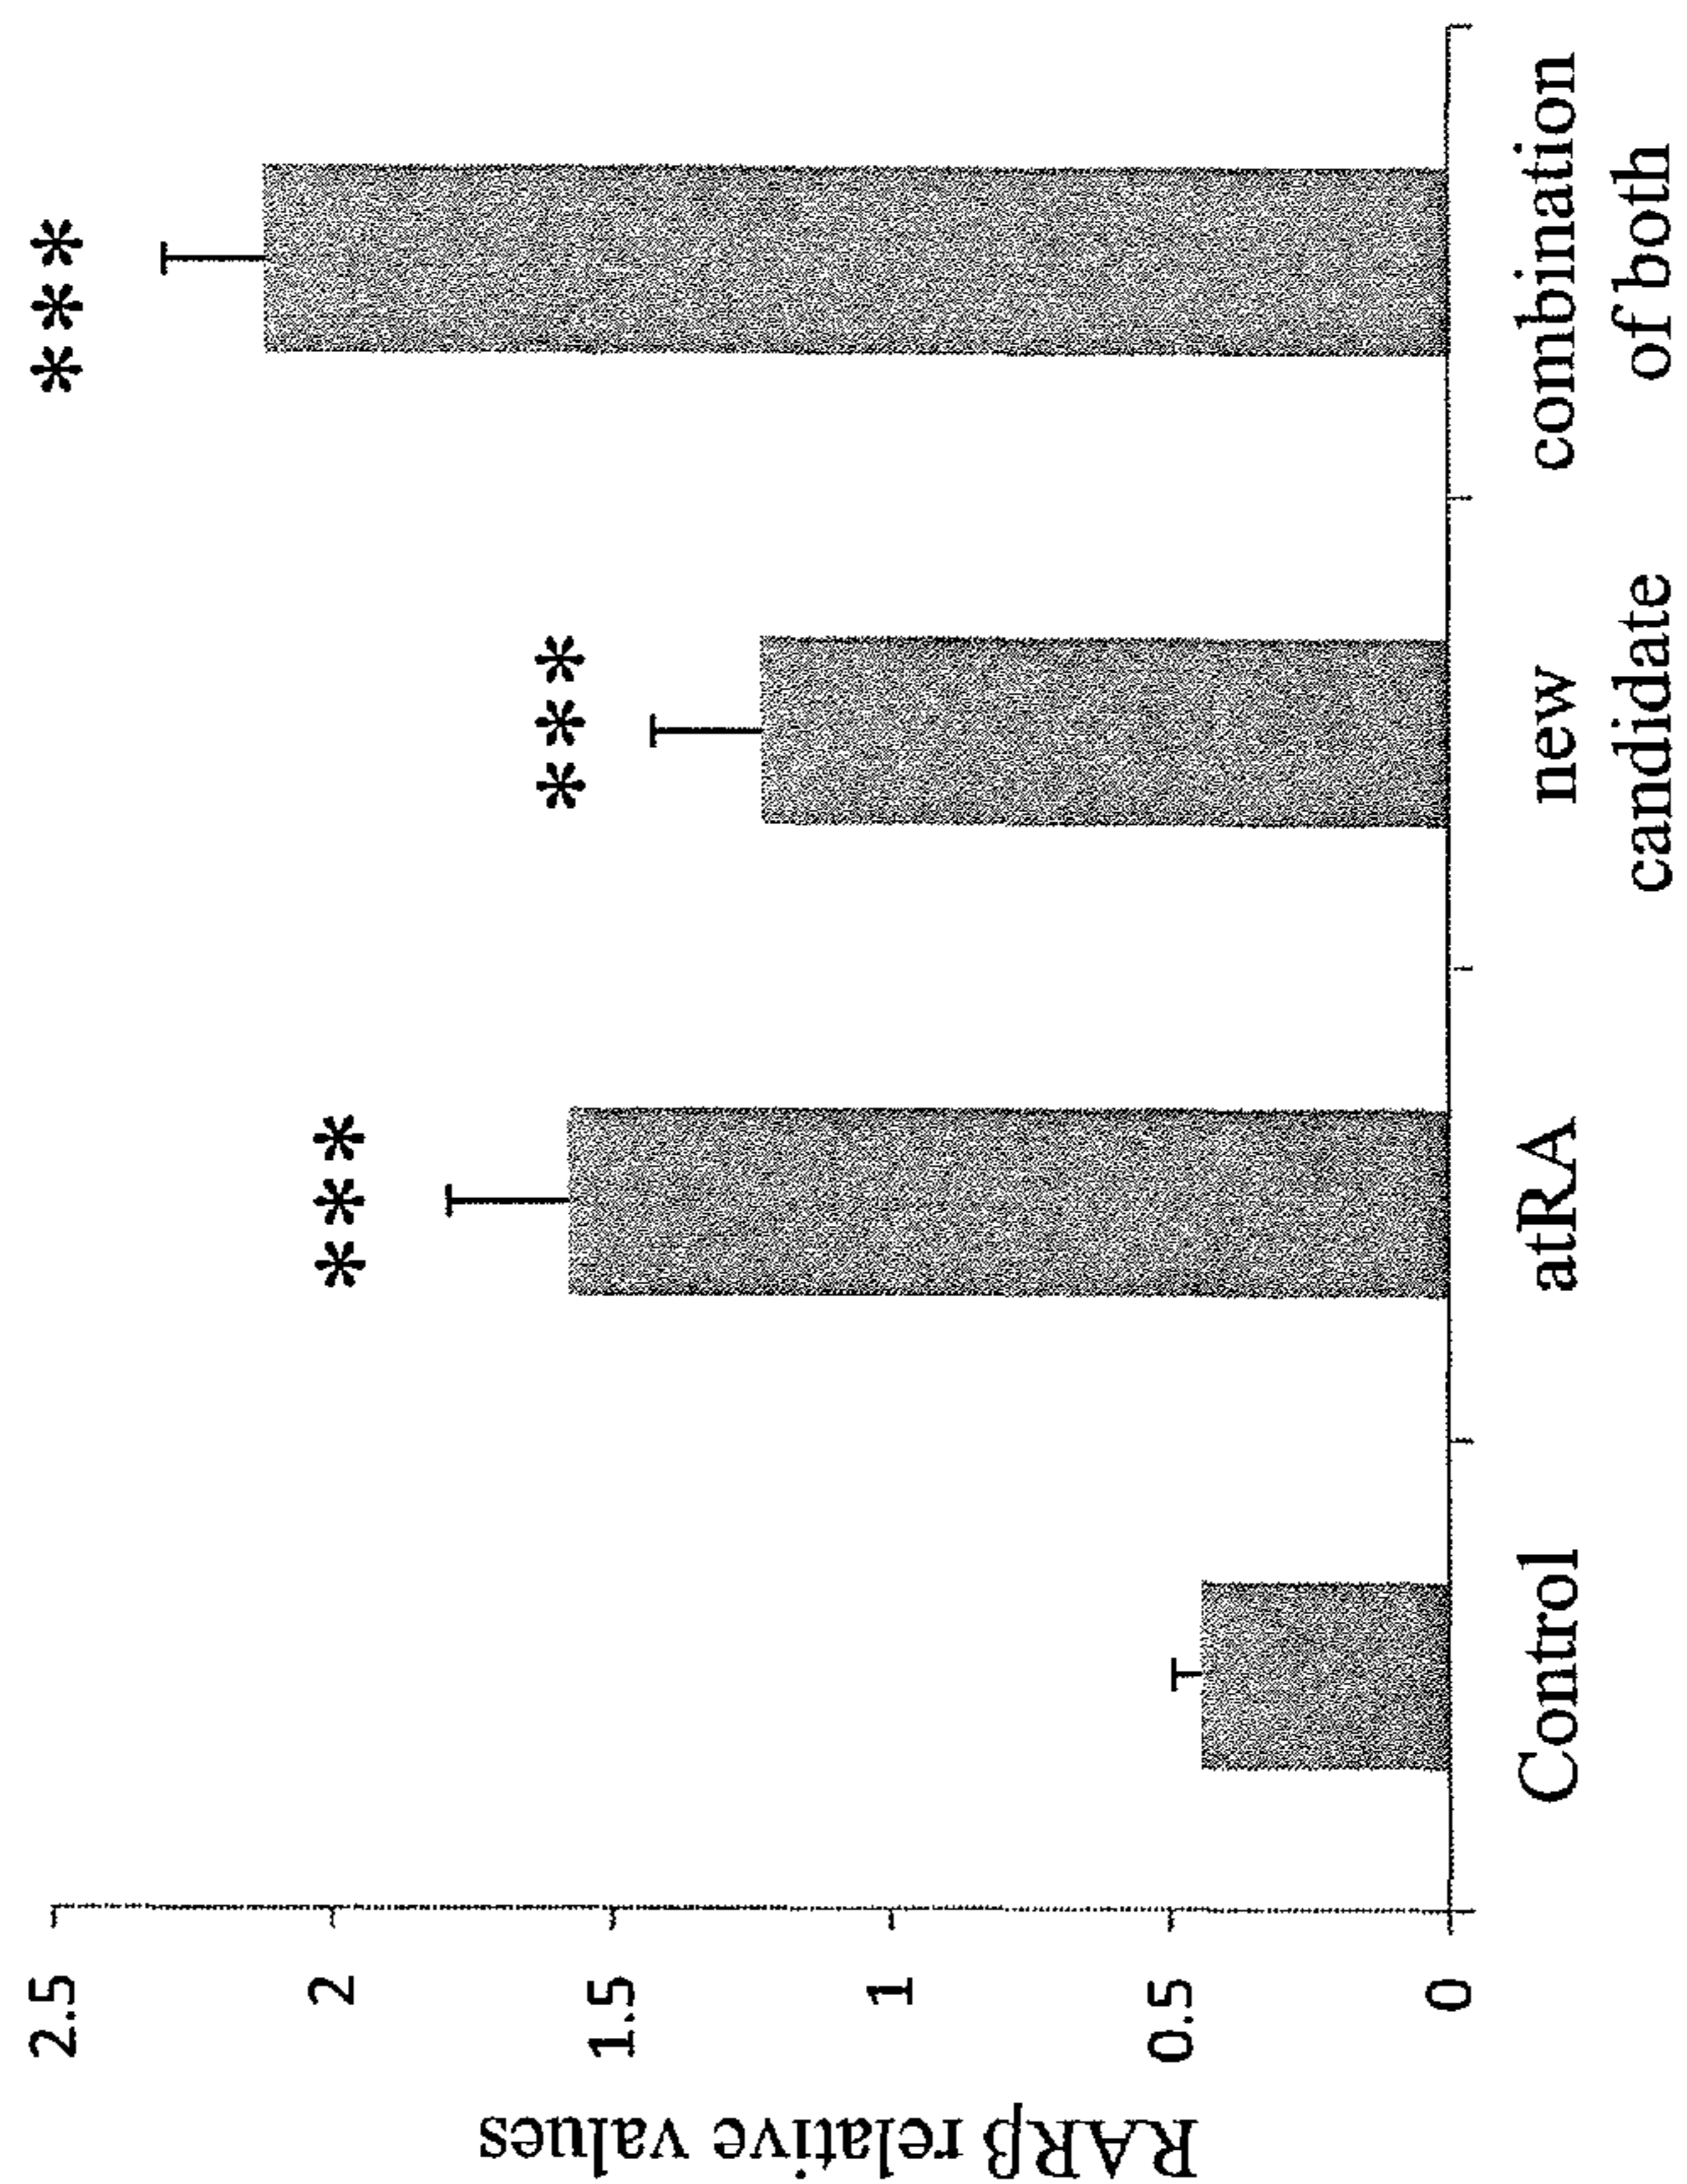 RARβ relative values
2.5
2
1.5
1
0.5
0
***
***
***
Control
atRA
new
candidate
combination
of both